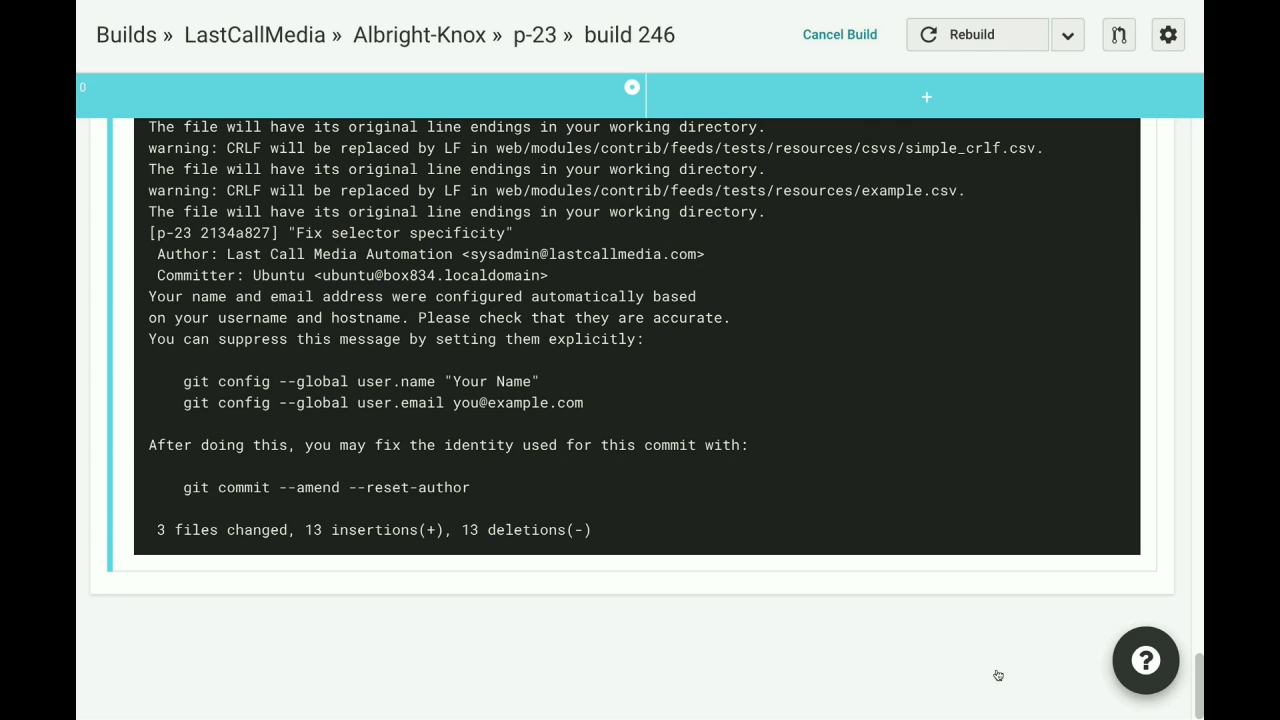 Builds » LastCallMedia » Albright-Knox » p-23 » build 246
Cancel Build
Rebuild
0
+
The file will have its original line endings in your working directory.
warning: CRLF will be replaced by LF in web/modules/contrib/feeds/tests/resources/csvs/simple_crlf.csv.
The file will have its original line endings in your working directory.
warning: CRLF will be replaced by LF in web/modules/contrib/feeds/tests/resources/example.csv.
The file will have its original line endings in your working directory.
[p-23 2134a827] "Fix selector specificity"
Author: Last Call Media Automation <sysadmin@lastcallmedia.com>
Committer: Ubuntu <ubuntu@box834.localdomain>
Your name and email address were configured automatically based
on your username and hostname. Please check that they are accurate.
You can suppress this message by setting them explicitly:
git config --global user.name "Your Name"
git config --global user.email you@example.com
After doing this, you may fix the identity used for this commit with:
git commit --amend --reset-author
3 files changed, 13 insertions(+), 13 deletions(-)
?